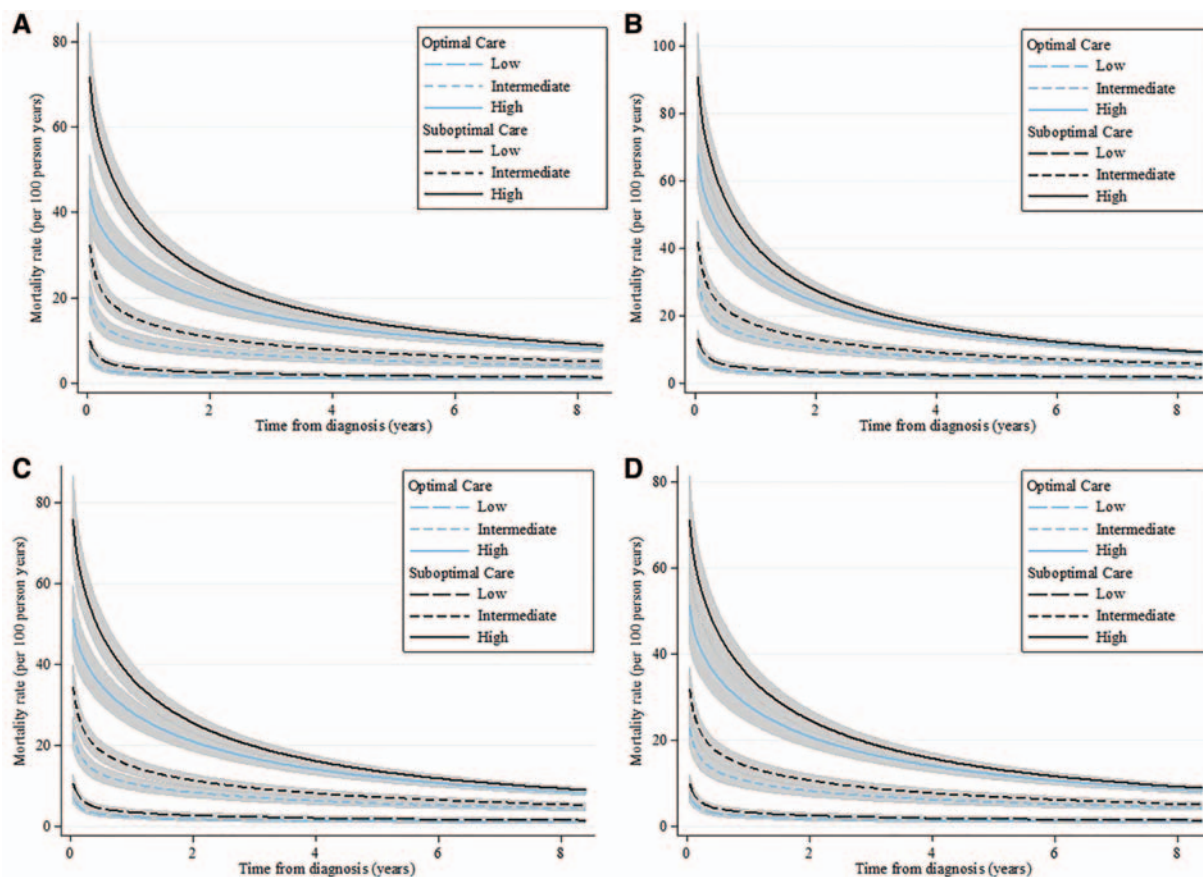 A
Mortality rate (per 100 person years)
80
60
40
20
0
Optimal Care
Low
Intermediate
High
Suboptimal Care
Low
Intermediate
High
0 2 4 6 8
Time from diagnosis (years)
B
Mortality rate (per 100 person years)
100
80
60
40
20
0
Optimal Care
Low
Intermediate
High
Suboptimal Care
Low
Intermediate
High
0 2 4 6 8
Time from diagnosis (years)
C
Mortality rate (per 100 person years)
80
60
40
20
0
Optimal Care
Low
Intermediate
High
Suboptimal Care
Low
Intermediate
High
0 2 4 6 8
Time from diagnosis (years)
D
Mortality rate (per 100 person years)
80
60
40
20
0
Optimal Care
Low
Intermediate
High
Suboptimal Care
Low
Intermediate
High
0 2 4 6 8
Time from diagnosis (years)